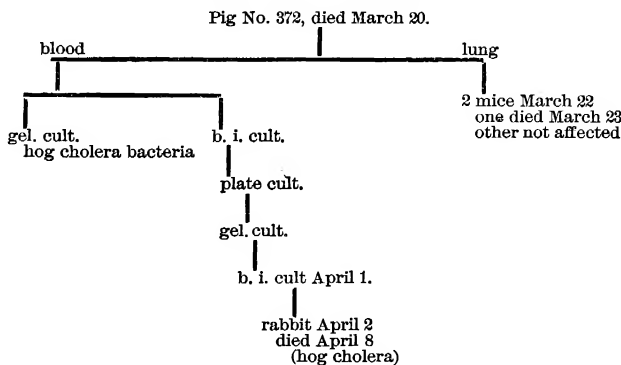 Pig No. 372, died March 20.
blood
lung
2 mice March 22
one died March 23
other not affected
gel. cult.
hog cholera bacteria
b. i. cult.
plate cult.
gel. cult.
b. i. cult April 1.
rabbit April 2
died April 8
(hog cholera)